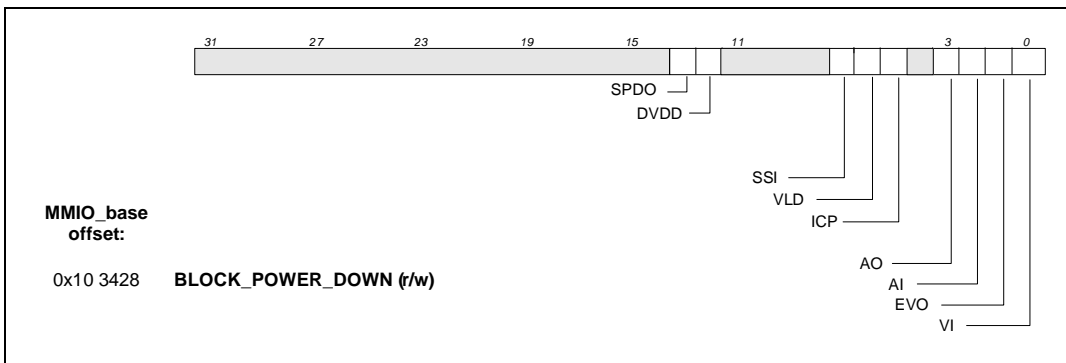 31 27 23 19 15 11 3 0
SPDO
DVDD
SSI
VLD
ICP
MMIO_base
offset:
AO
0x10 3428 BLOCK_POWER_DOWN (r/w)
AI
EVO
VI